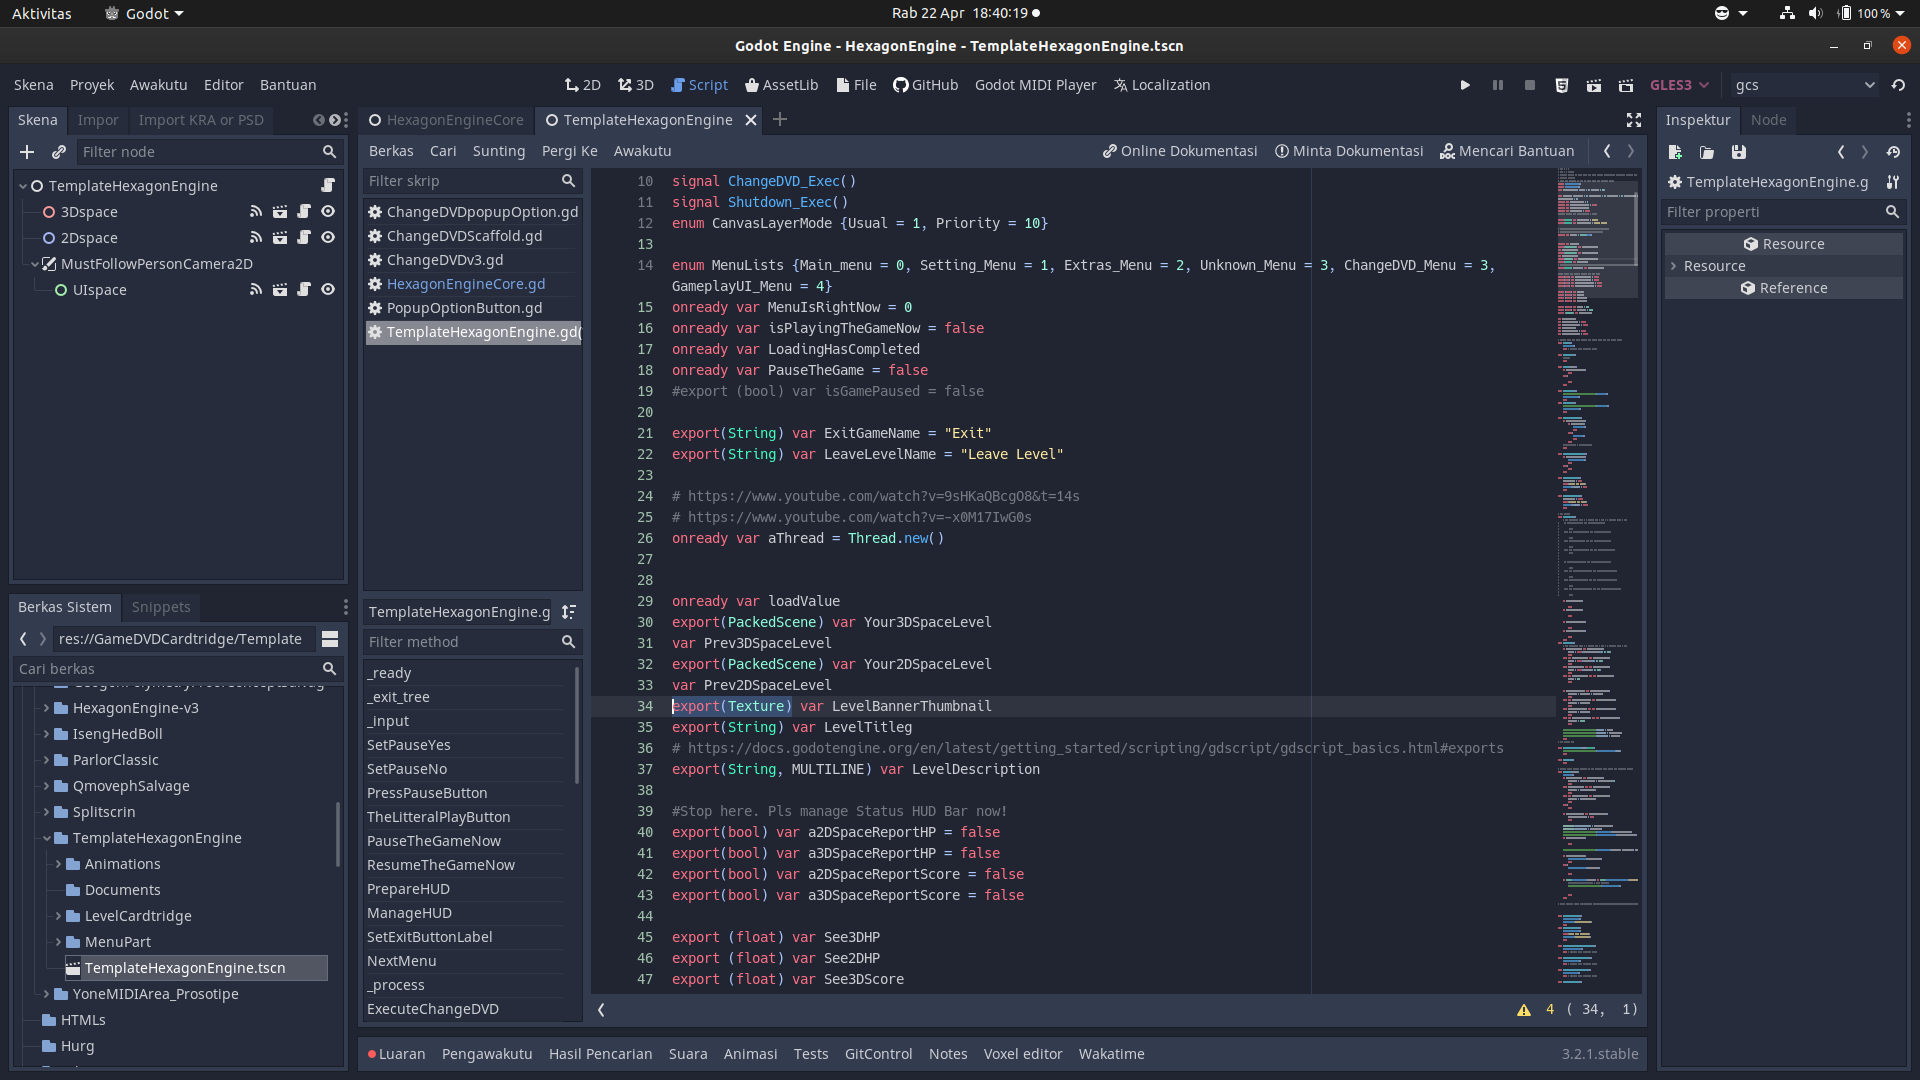 Aktivitas
Godot
Rab 22 Apr 18:40:19
100 %
Godot Engine - HexagonEngine - TemplateHexagonEngine.tscn
Skena Proyek Awakutu Editor Bantuan
2D 3D Script AssetLib File GitHub Godot MIDI Player Localization
GLES3
gcs
Skena Impor Import KRA or PSD
Filter node
TemplateHexagonEngine
3Dspace
2Dspace
MustFollowPersonCamera2D
UIspace
Berkas Sistem Snippets
res://GameDVDCardtridge/Template
Cari berkas
HexagonEngine-v3
IsengHedBoll
ParlorClassic
QmovephSalvage
Splitscrin
TemplateHexagonEngine
Animations
Documents
LevelCardtridge
MenuPart
TemplateHexagonEngine.tscn
YoneMIDIArea_Prosotipe
HTMLs
Hurg
HexagonEngineCore TemplateHexagonEngine
Berkas Cari Sunting Pergi Ke Awakutu
Online Dokumentasi Minta Dokumentasi Mencari Bantuan
Filter skrip
ChangeDVDpopupOption.gd
ChangeDVDScaffold.gd
ChangeDVDv3.gd
HexagonEngineCore.gd
PopupOptionButton.gd
TemplateHexagonEngine.gd(
TemplateHexagonEngine.g
Filter method
_ready
_exit_tree
_input
SetPauseYes
SetPauseNo
PressPauseButton
TheLitteralPlayButton
PauseTheGameNow
ResumeTheGameNow
PrepareHUD
ManageHUD
SetExitButtonLabel
NextMenu
_process
ExecuteChangeDVD
10 signal ChangeDVD_Exec()
11 signal Shutdown_Exec()
12 enum CanvasLayerMode {Usual = 1, Priority = 10}
13
14 enum MenuLists {Main_menu = 0, Setting_Menu = 1, Extras_Menu = 2, Unknown_Menu = 3, ChangeDVD_Menu = 3,
GameplayUI_Menu = 4}
15 onready var MenuIsRightNow = 0
16 onready var isPlayingTheGameNow = false
17 onready var LoadingHasCompleted
18 onready var PauseTheGame = false
19 #export (bool) var isGamePaused = false
20
21 export(String) var ExitGameName = "Exit"
22 export(String) var LeaveLevelName = "Leave Level"
23
24 # https://www.youtube.com/watch?v=9sHKaQBcgO8&t=14s
25 # https://www.youtube.com/watch?v=-x0M17IwG0s
26 onready var aThread = Thread.new()
27
28
29 onready var loadValue
30 export(PackedScene) var Your3DSpaceLevel
31 var Prev3DSpaceLevel
32 export(PackedScene) var Your2DSpaceLevel
33 var Prev2DSpaceLevel
34 export(Texture) var LevelBannerThumbnail
35 export(String) var LevelTitleg
36 # https://docs.godotengine.org/en/latest/getting_started/scripting/gdscript/gdscript_basics.html#exports
37 export(String, MULTILINE) var LevelDescription
38
39 #Stop here. Pls manage Status HUD Bar now!
40 export(bool) var a2DSpaceReportHP = false
41 export(bool) var a3DSpaceReportHP = false
42 export(bool) var a2DSpaceReportScore = false
43 export(bool) var a3DSpaceReportScore = false
44
45 export (float) var See3DHP
46 export (float) var See2DHP
47 export (float) var See3DScore
4 ( 34, 1)
Luaran Pengawakutu Hasil Pencarian Suara Animasi Tests GitControl Notes Voxel editor Wakatime
3.2.1.stable
Inspektur Node
TemplateHexagonEngine.g
Filter properti
Resource
Resource
Reference